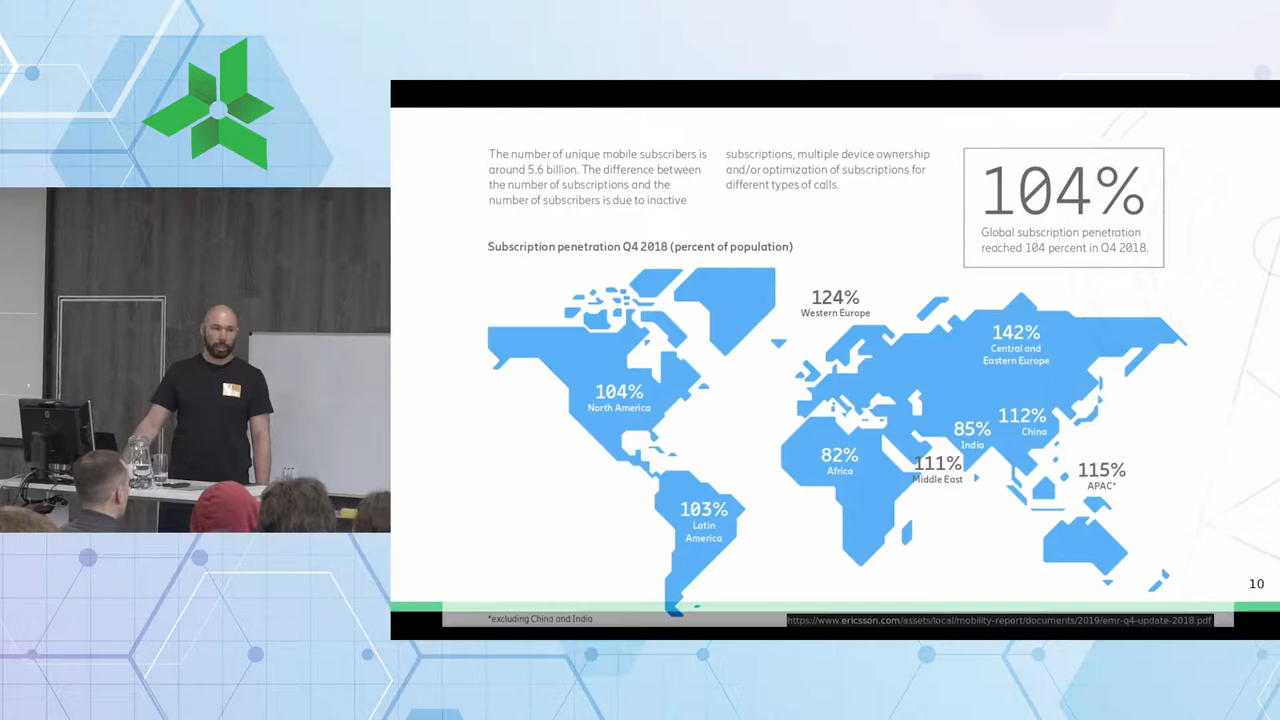 The number of unique mobile subscribers is
around 5.6 billion. The difference between
the number of subscriptions and the
number of subscribers is due to inactive
subscriptions, multiple device ownership
and/or optimization of subscriptions for
different types of calls.
104%
Global subscription penetration
reached 104 percent in Q4 2018.
Subscription penetration Q4 2018 (percent of population)
124%
Western Europe
142%
Central and
Eastern Europe
104%
North America
112%
China
85%
India
82%
Africa
111%
Middle East
115%
APAC*
103%
Latin
America
10
*excluding China and India
https://www.ericsson.com/assets/local/mobility-report/documents/2019/emr-q4-update-2018.pdf